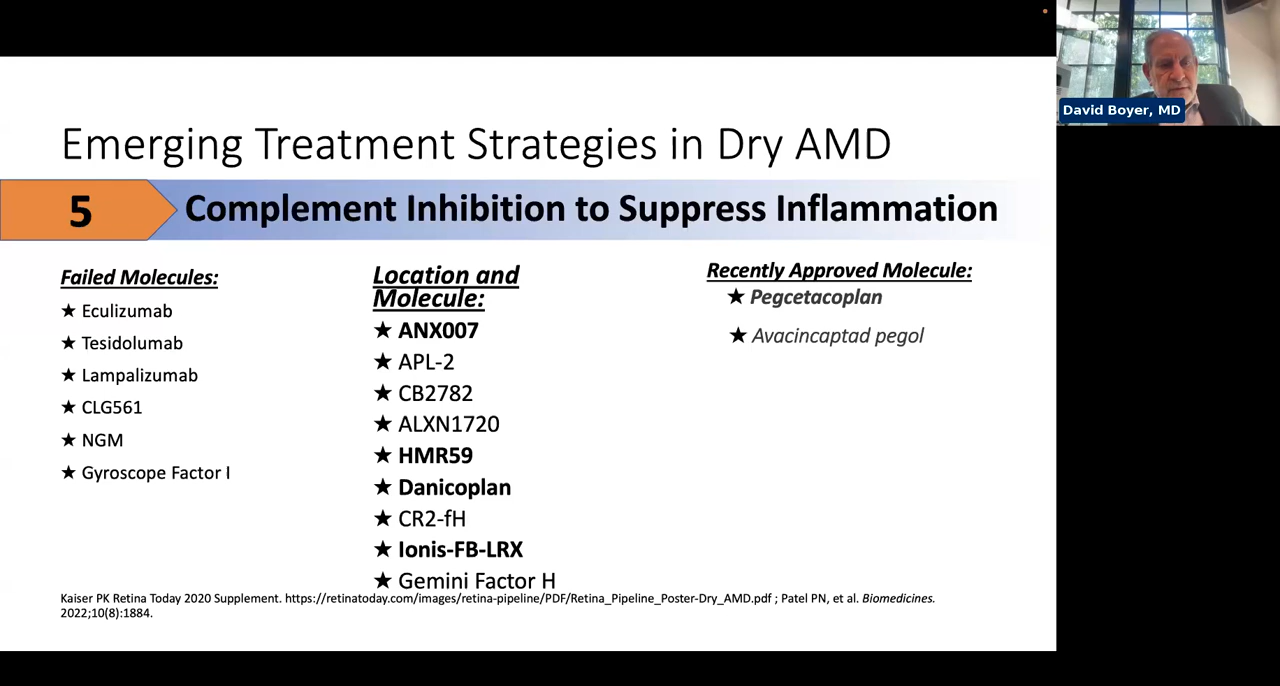 Emerging Treatment Strategies in Dry AMD
5
Complement Inhibition to Suppress Inflammation
Failed Molecules:
★ Eculizumab
★ Tesidolumab
★ Lampalizumab
★ CLG561
★ NGM
★ Gyroscope Factor I
Location and
Molecule:
★ ANX007
★ APL-2
★ CB2782
★ ALXN1720
★ HMR59
★ Danicoplan
★ CR2-fH
★ Ionis-FB-LRX
★ Gemini Factor H
Recently Approved Molecule:
★ Pegcetacoplan
★ Avacincaptad pegol
Kaiser PK Retina Today 2020 Supplement. https://retinatoday.com/images/retina-pipeline/PDF/Retina_Pipeline_Poster-Dry_AMD.pdf ; Patel PN, et al. Biomedicines.
2022;10(8):1884.
David Boyer, MD